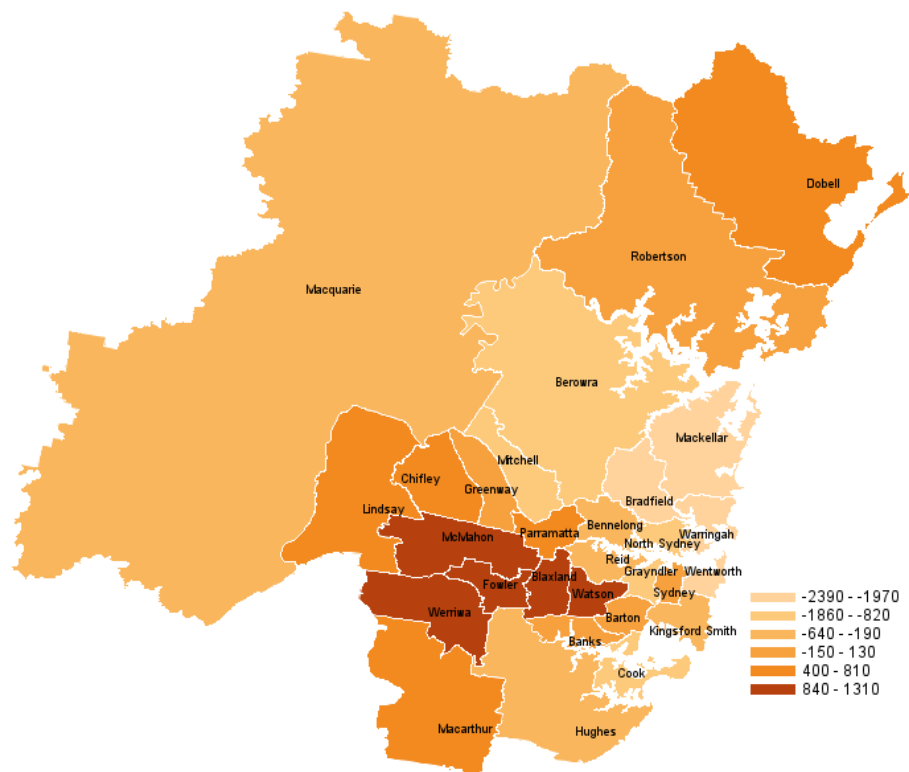 Dobell
Robertson
Macquarie
Berowra
Mackellar
Mitchell
Chifley
Greenway
Bradfield
Lindsay
Bennelong
Parramatta
Warringah
McMahon
North Sydney
Reid
Blaxland
Grayndler
Wentworth
Fowler
Watson
Sydney
Werriwa
Barton
Kingsford Smith
Banks
Cook
Macarthur
Hughes
-2390 - -1970
-1860 - -820
-640 - -190
-150 - 130
400 - 810
840 - 1310